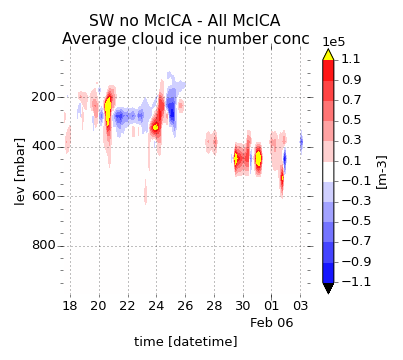 SW no McICA - All McICA
Average cloud ice number conc
1e5
1.1
0.9
0.7
0.5
0.3
0.1
−0.1
−0.3
−0.5
−0.7
−0.9
−1.1
[m-3]
lev [mbar]
200
400
600
800
18 20 22 24 26 28 30 01 03
Feb 06
time [datetime]